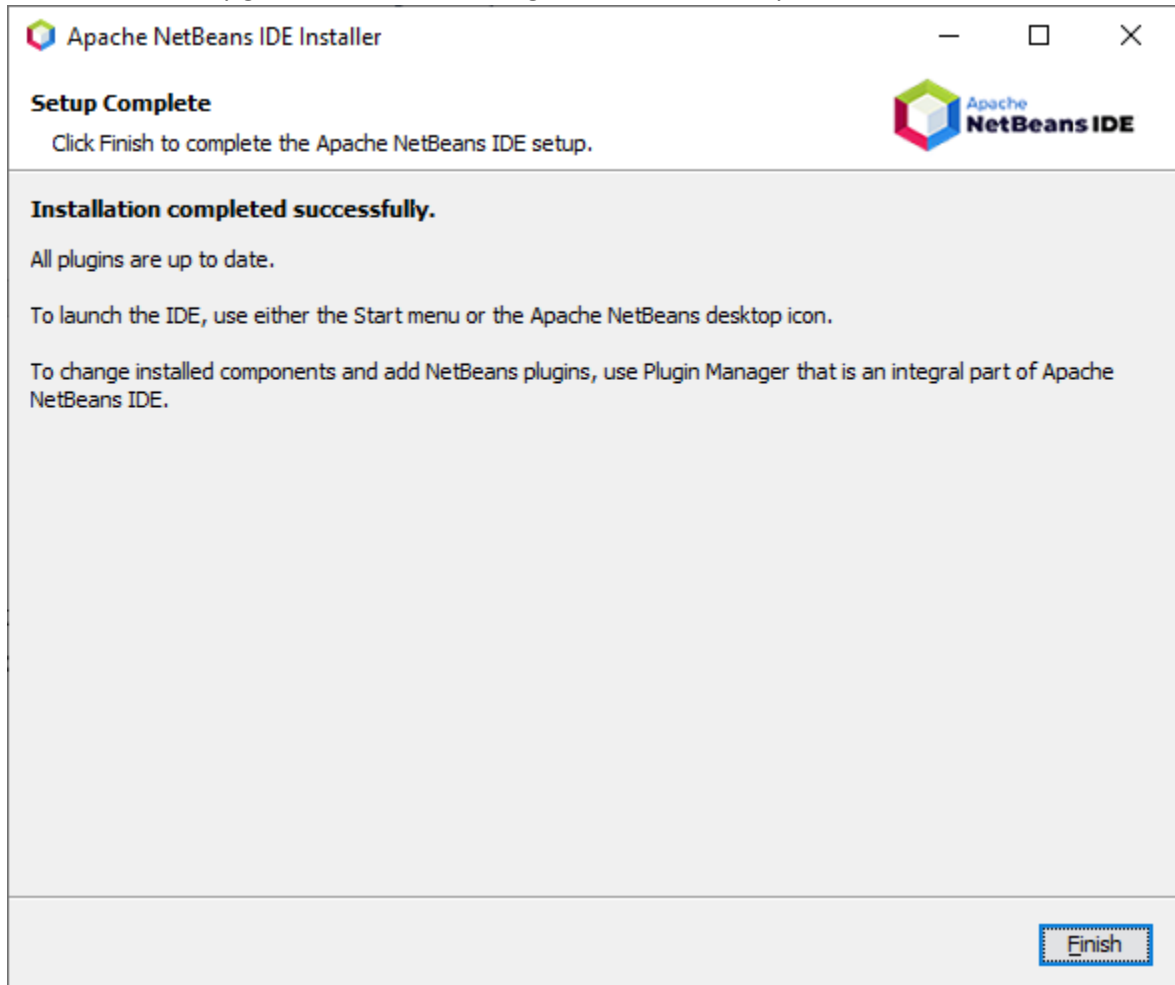 Apache NetBeans IDE Installer
Setup Complete
Click Finish to complete the Apache NetBeans IDE setup.
Apache
NetBeans IDE
Installation completed successfully.
All plugins are up to date.
To launch the IDE, use either the Start menu or the Apache NetBeans desktop icon.
To change installed components and add NetBeans plugins, use Plugin Manager that is an integral part of Apache
NetBeans IDE.
Finish